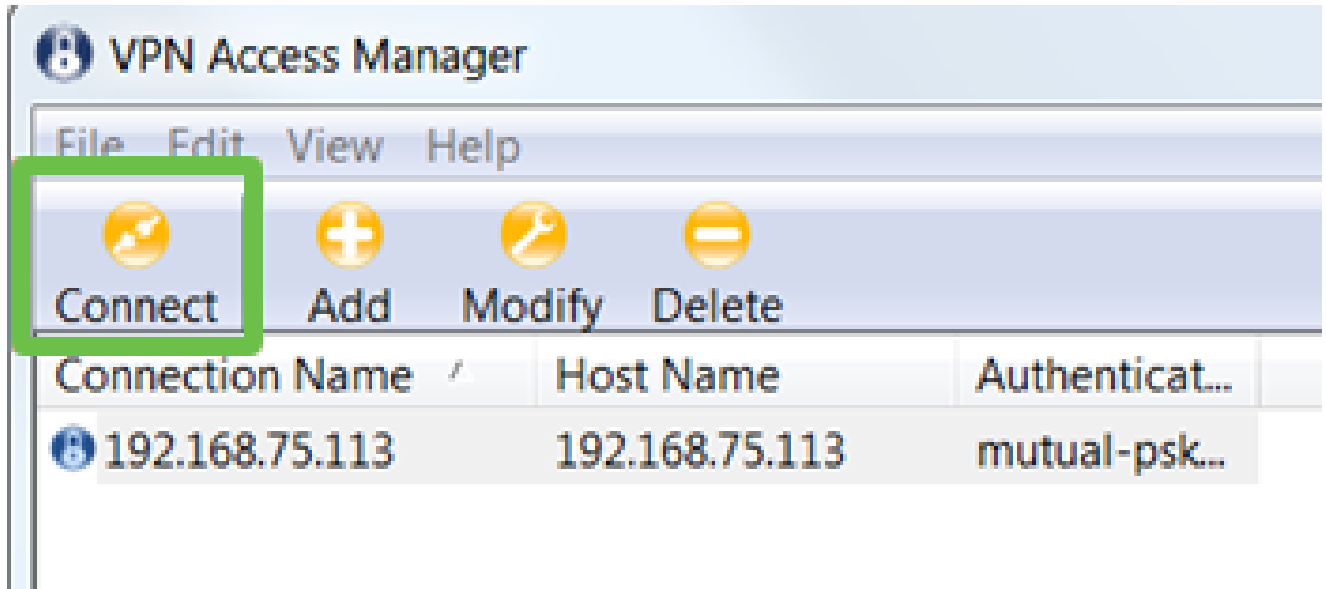 VPN Access Manager
File Edit View Help
Connect Add Modify Delete
Connection Name Host Name Authenticat...
192.168.75.113 192.168.75.113 mutual-psk...